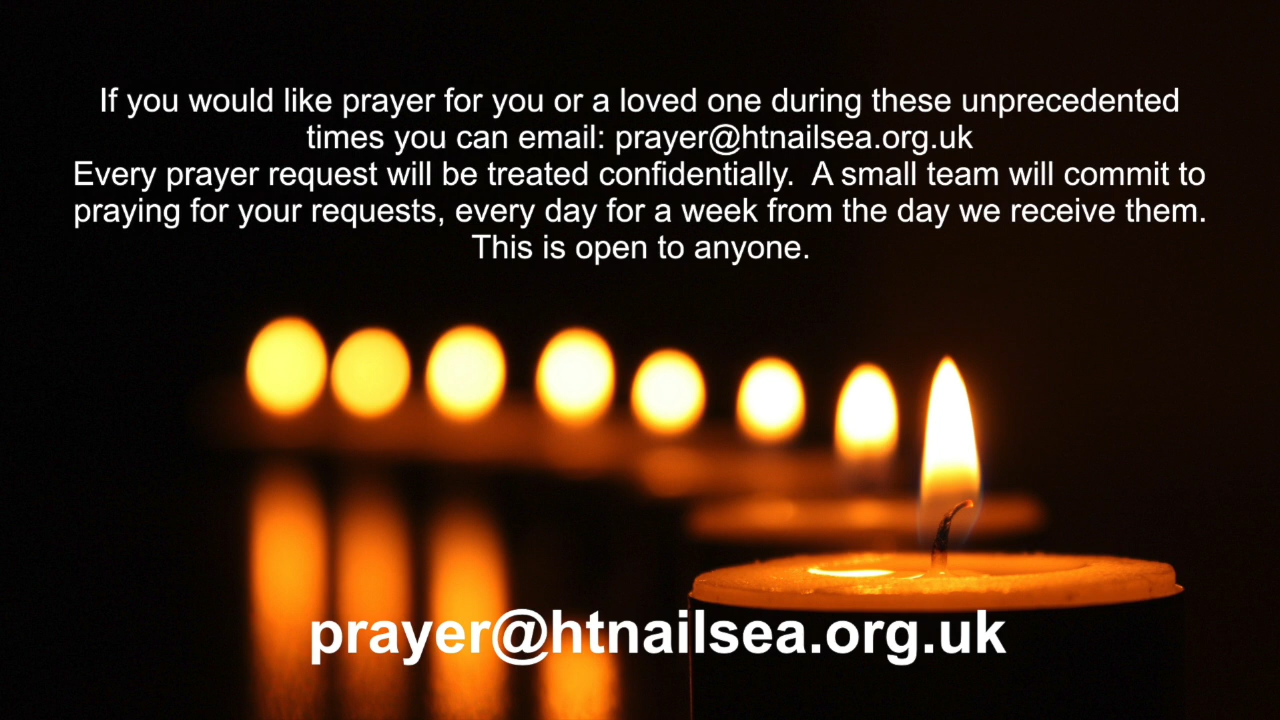 If you would like prayer for you or a loved one during these unprecedented
times you can email: prayer@htnailsea.org.uk
Every prayer request will be treated confidentially.  A small team will commit to
praying for your requests, every day for a week from the day we receive them.
This is open to anyone.
prayer@htnailsea.org.uk